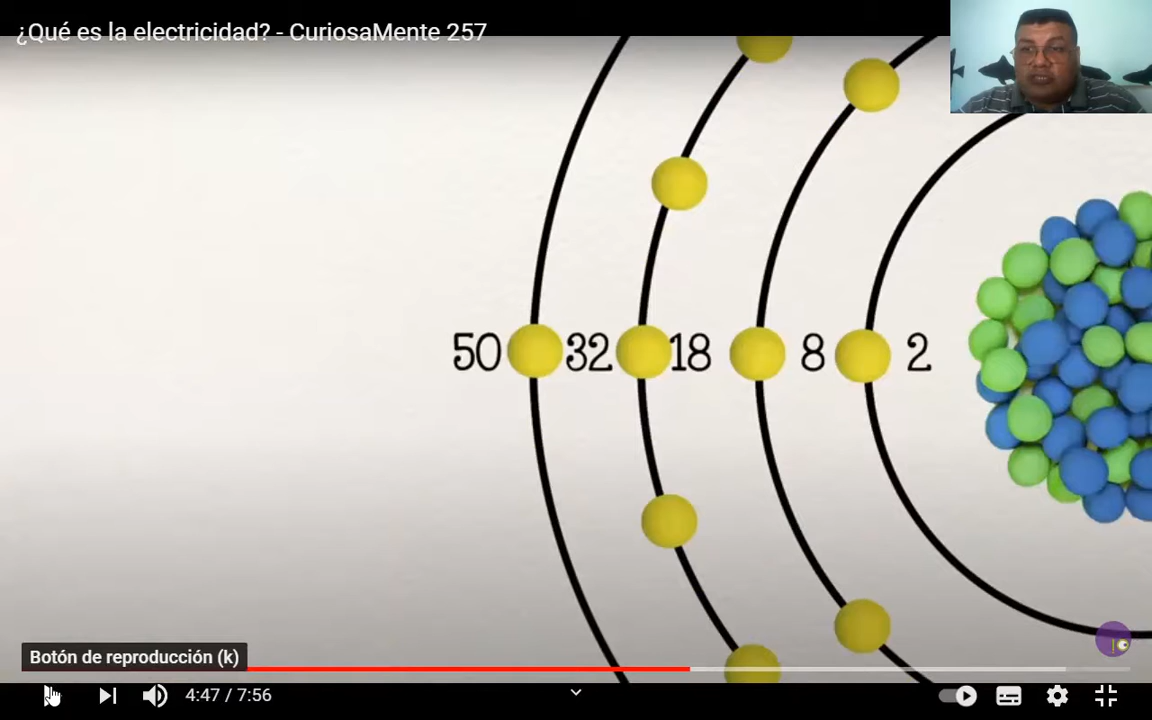 ¿Qué es la electricidad? - CuriosaMente 257
50 32 18 8 2
Botón de reproducción (k)
4:47 / 7:56